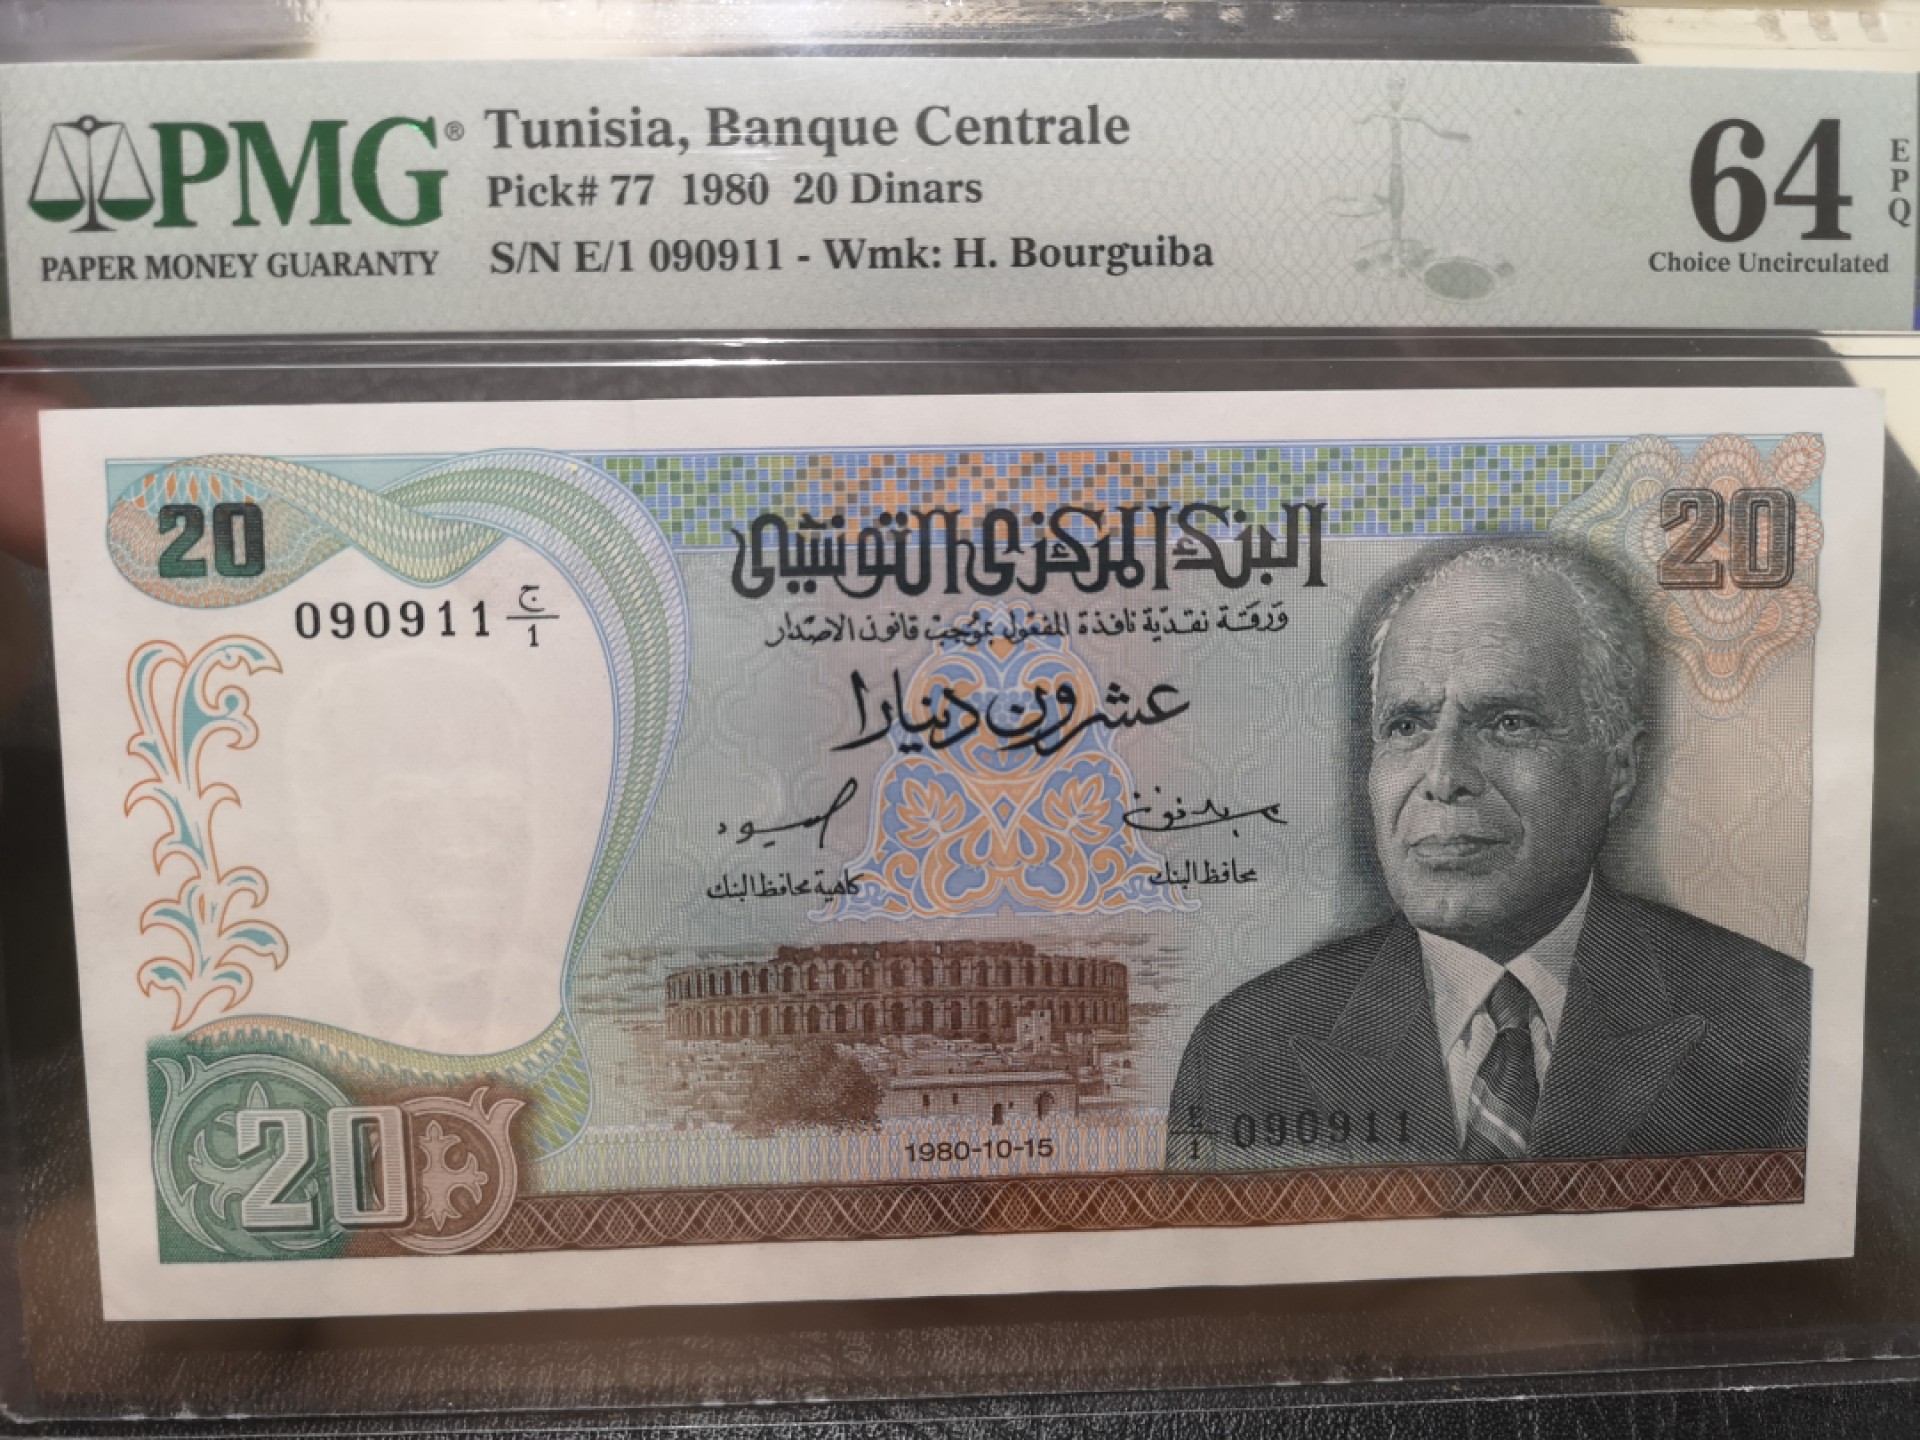 PMG®
PAPER MONEY GUARANTY
Tunisia, Banque Centrale
Pick# 77 1980 20 Dinars
S/N E/1 090911 - Wmk: H. Bourguiba
64
EPQ
Choice Uncirculated
20
20
البنك المركزي التونسي
090911 ج/1
ورقة نقدية نافذة المفعول بموجب قانون الاصدار
عشرون دينارا
محافظ البنك
كاهية محافظ البنك
E/1 090911
1980-10-15
20